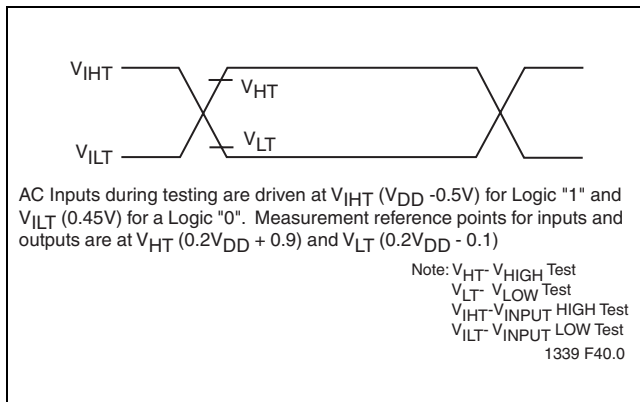 VIHT
VHT
VLT
VILT
AC Inputs during testing are driven at VIHT (VDD -0.5V) for Logic "1" and
VILT (0.45V) for a Logic "0". Measurement reference points for inputs and
outputs are at VHT (0.2VDD + 0.9) and VLT (0.2VDD - 0.1)
Note: VHT- VHIGH Test
VLT- VLOW Test
VIHT-VINPUT HIGH Test
VILT- VINPUT LOW Test
1339 F40.0